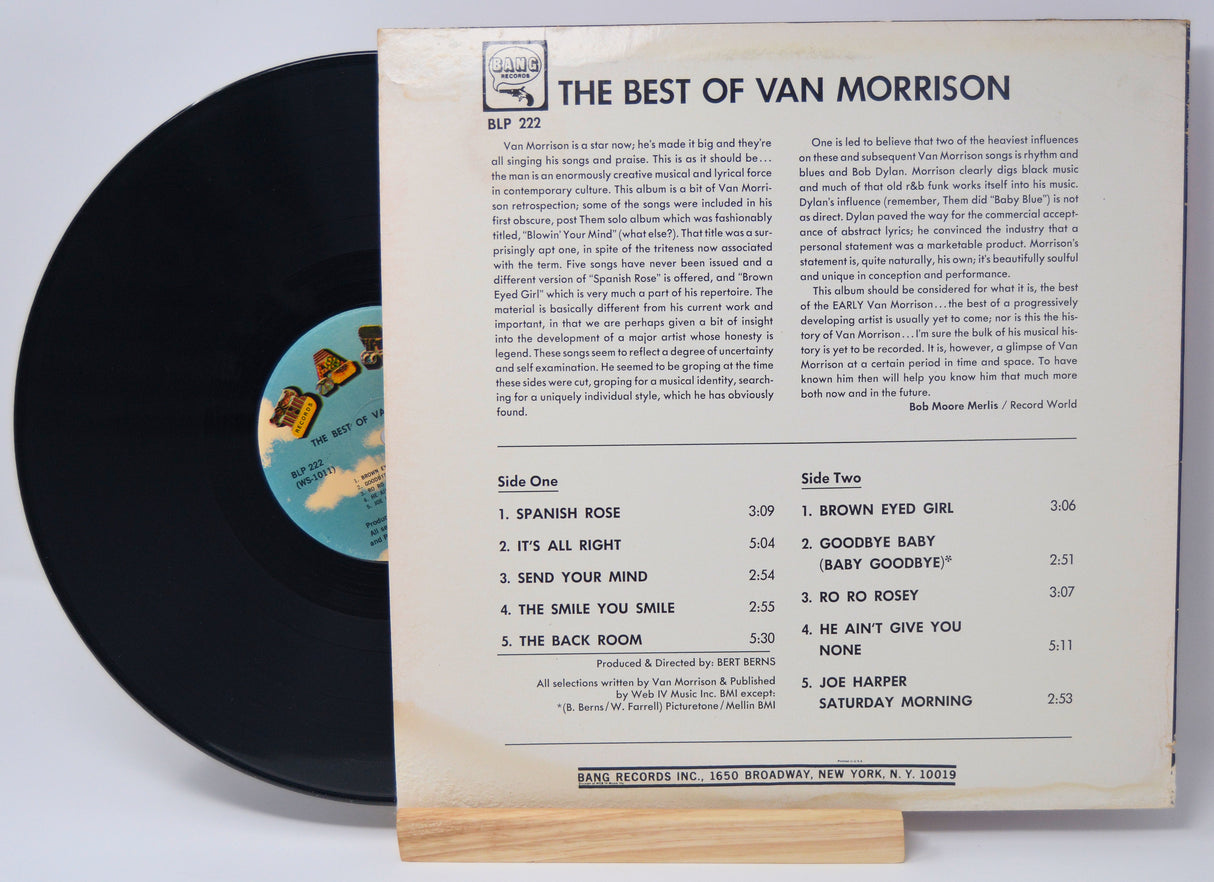 BANG
RECORDS
THE BEST OF VAN MORRISON
BLP 222
Van Morrison is a star now; he's made it big and they're
all singing his songs and praise. This is as it should be...
the man is an enormously creative musical and lyrical force
in contemporary culture. This album is a bit of Van Morri-
son retrospection; some of the songs were included in his
first obscure, post Them solo album which was fashionably
titled, "Blowin' Your Mind" (what else?). That title was a sur-
prisingly apt one, in spite of the triteness now associated
with the term. Five songs have never been issued and a
different version of "Spanish Rose" is offered, and "Brown
Eyed Girl" which is very much a part of his repertoire. The
material is basically different from his current work and
important, in that we are perhaps given a bit of insight
into the development of a major artist whose honesty is
legend. These songs seem to reflect a degree of uncertainty
and self examination. He seemed to be groping at the time
these sides were cut, groping for a musical identity, search-
ing for a uniquely individual style, which he has obviously
found.
One is led to believe that two of the heaviest influences
on these and subsequent Van Morrison songs is rhythm and
blues and Bob Dylan. Morrison clearly digs black music
and much of that old r&b funk works itself into his music.
Dylan's influence (remember, Them did "Baby Blue") is not
as direct. Dylan paved the way for the commercial accept-
ance of abstract lyrics; he convinced the industry that a
personal statement was a marketable product. Morrison's
statement is, quite naturally, his own; it's beautifully soulful
and unique in conception and performance.
This album should be considered for what it is, the best
of the EARLY Van Morrison...the best of a progressively
developing artist is usually yet to come; nor is this the his-
tory of Van Morrison...I'm sure the bulk of his musical his-
tory is yet to be recorded. It is, however, a glimpse of Van
Morrison at a certain period in time and space. To have
known him then will help you know him that much more
both now and in the future.
Bob Moore Merlis / Record World
Side One
1. SPANISH ROSE 3:09
2. IT'S ALL RIGHT 5:04
3. SEND YOUR MIND 2:54
4. THE SMILE YOU SMILE 2:55
5. THE BACK ROOM 5:30
Produced & Directed by: BERT BERNS
All selections written by Van Morrison & Published
by Web IV Music Inc. BMI except:
*(B. Berns/W. Farrell) Picturetone/Mellin BMI
Side Two
1. BROWN EYED GIRL 3:06
2. GOODBYE BABY
(BABY GOODBYE)* 2:51
3. RO RO ROSEY 3:07
4. HE AIN'T GIVE YOU
NONE 5:11
5. JOE HARPER
SATURDAY MORNING 2:53
BANG RECORDS INC., 1650 BROADWAY, NEW YORK, N. Y. 10019
RECORDS
THE BEST OF VA
BLP 222
(WS-1011)
1. BROWN EY
2. GOODBYE
3. RO RO
4. HE AI
5. JOE
Produc
All se
and P